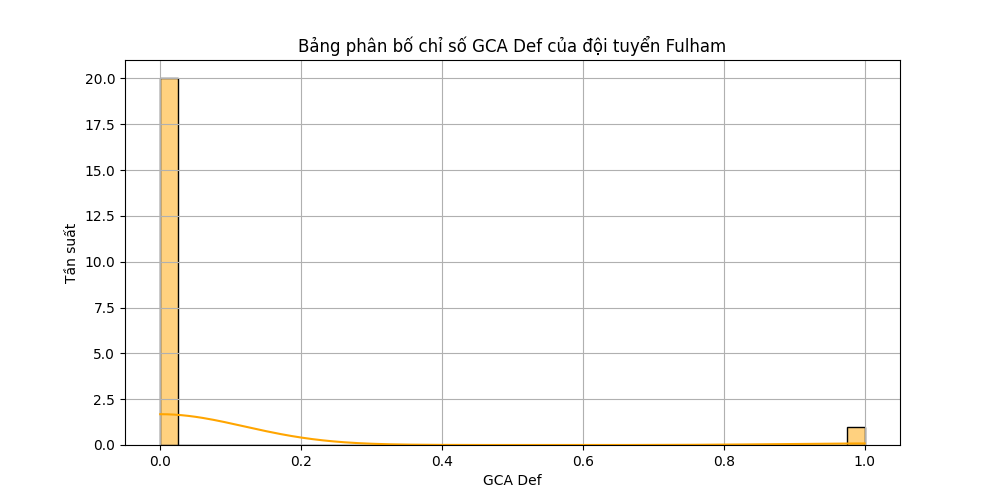 Bảng phân bố chỉ số GCA Def của đội tuyển Fulham
Tần suất
20.0
17.5
15.0
12.5
10.0
7.5
5.0
2.5
0.0
0.0 0.2 0.4 0.6 0.8 1.0
GCA Def